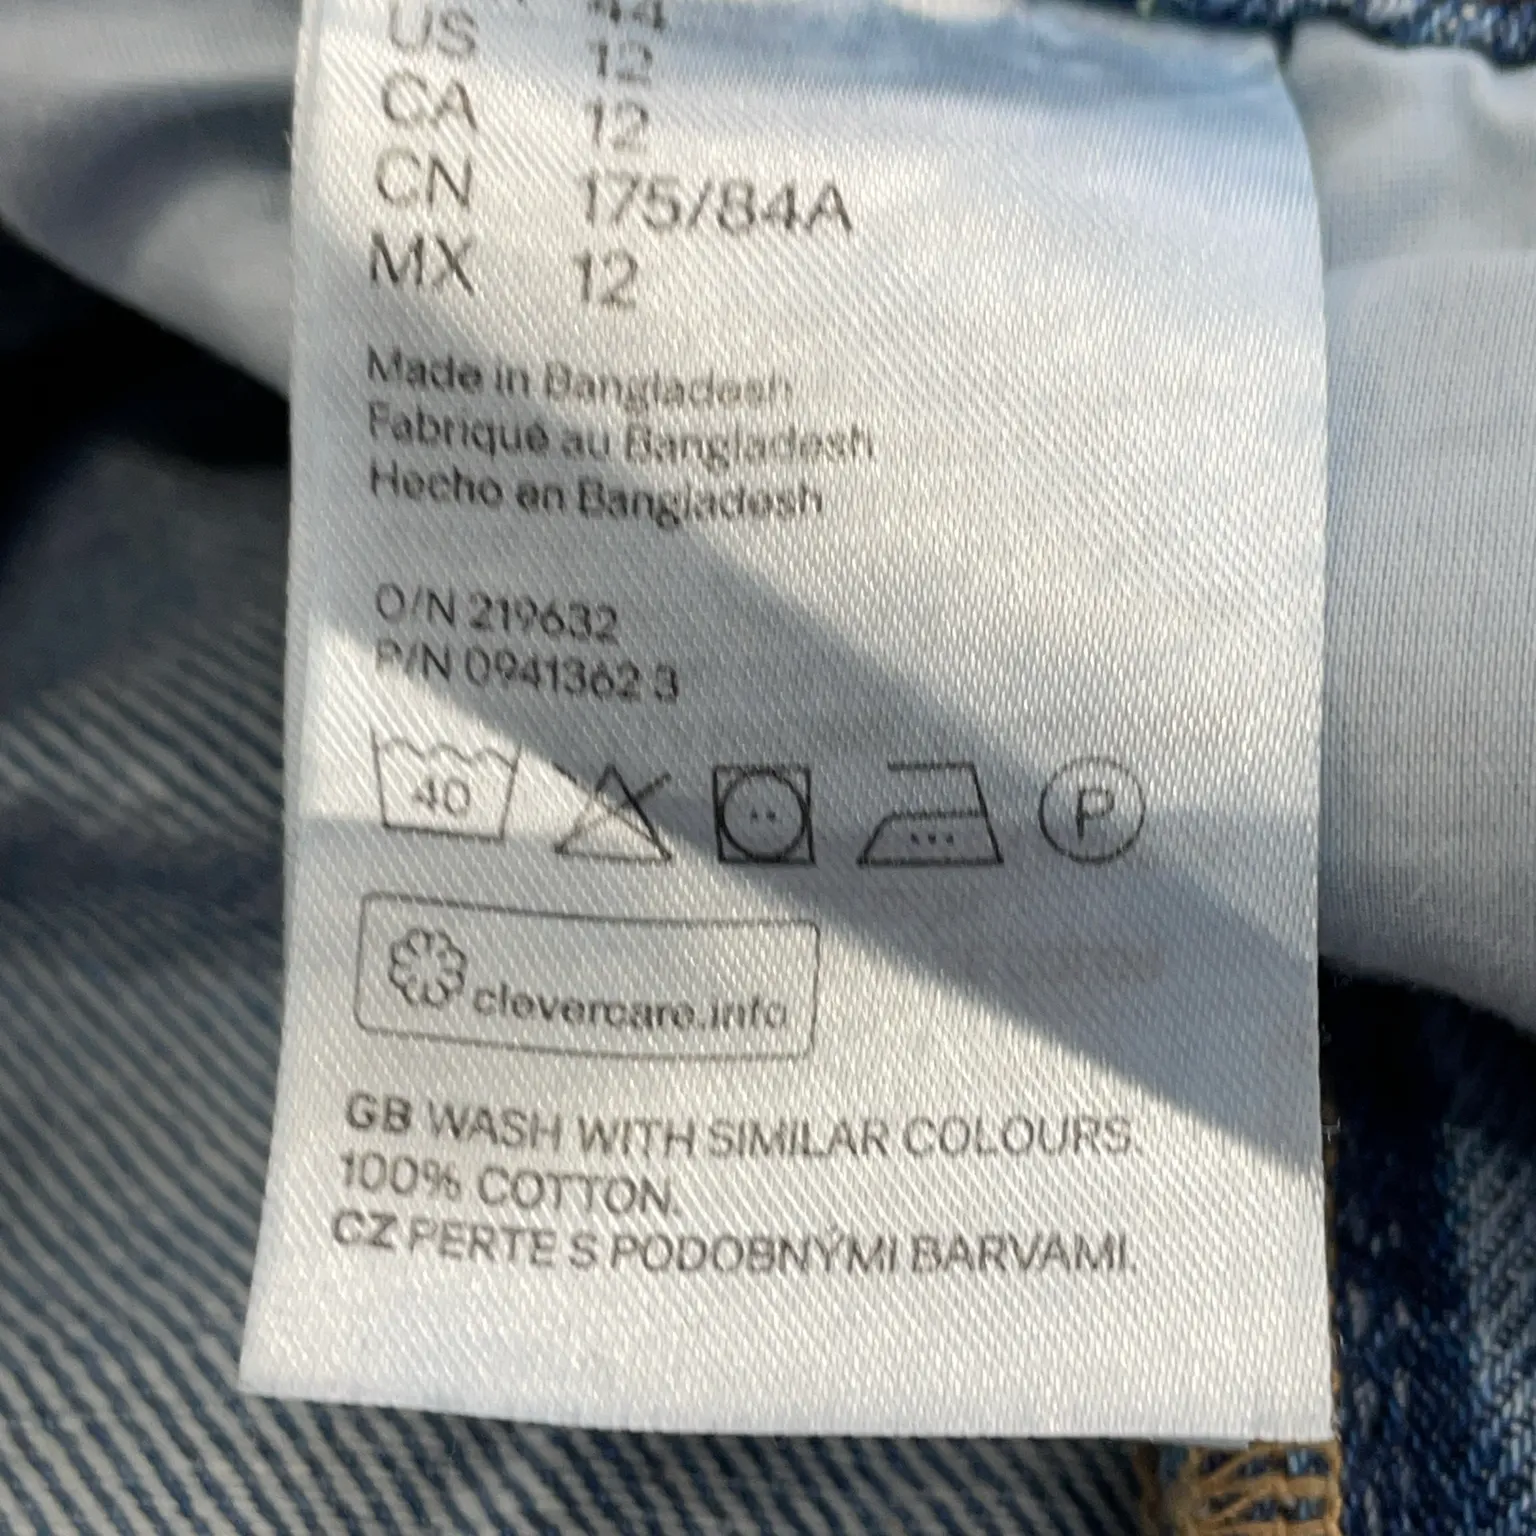 44
US 12
CA 12
CN 175/84A
MX 12
Made in Bangladesh
Fabriqué au Bangladesh
Hecho en Bangladesh
O/N 219632
P/N 0941362 3
40
P
clevercare.info
GB WASH WITH SIMILAR COLOURS.
100% COTTON.
CZ PERTE S PODOBNÝMI BARVAMI.